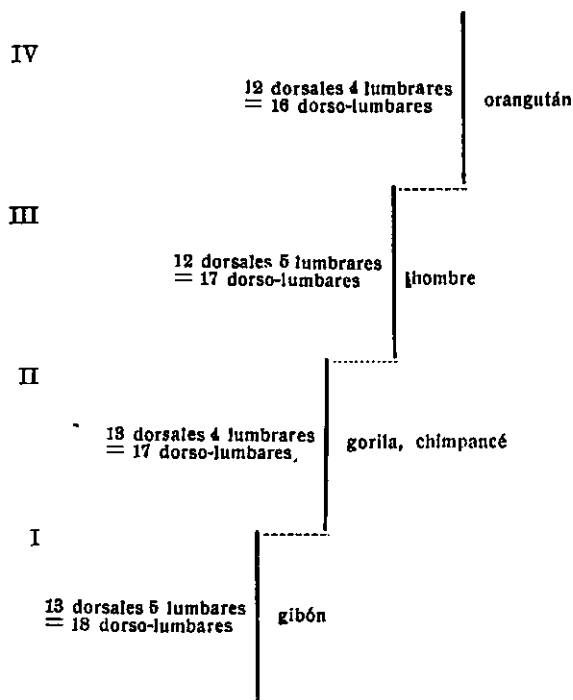 IV
12 dorsales 4 lumbrares
= 16 dorso-lumbares
orangután
III
12 dorsales 5 lumbrares
= 17 dorso-lumbares
hombre
II
13 dorsales 4 lumbrares
= 17 dorso-lumbares
gorila, chimpancé
I
13 dorsales 5 lumbares
= 18 dorso-lumbares
gibón